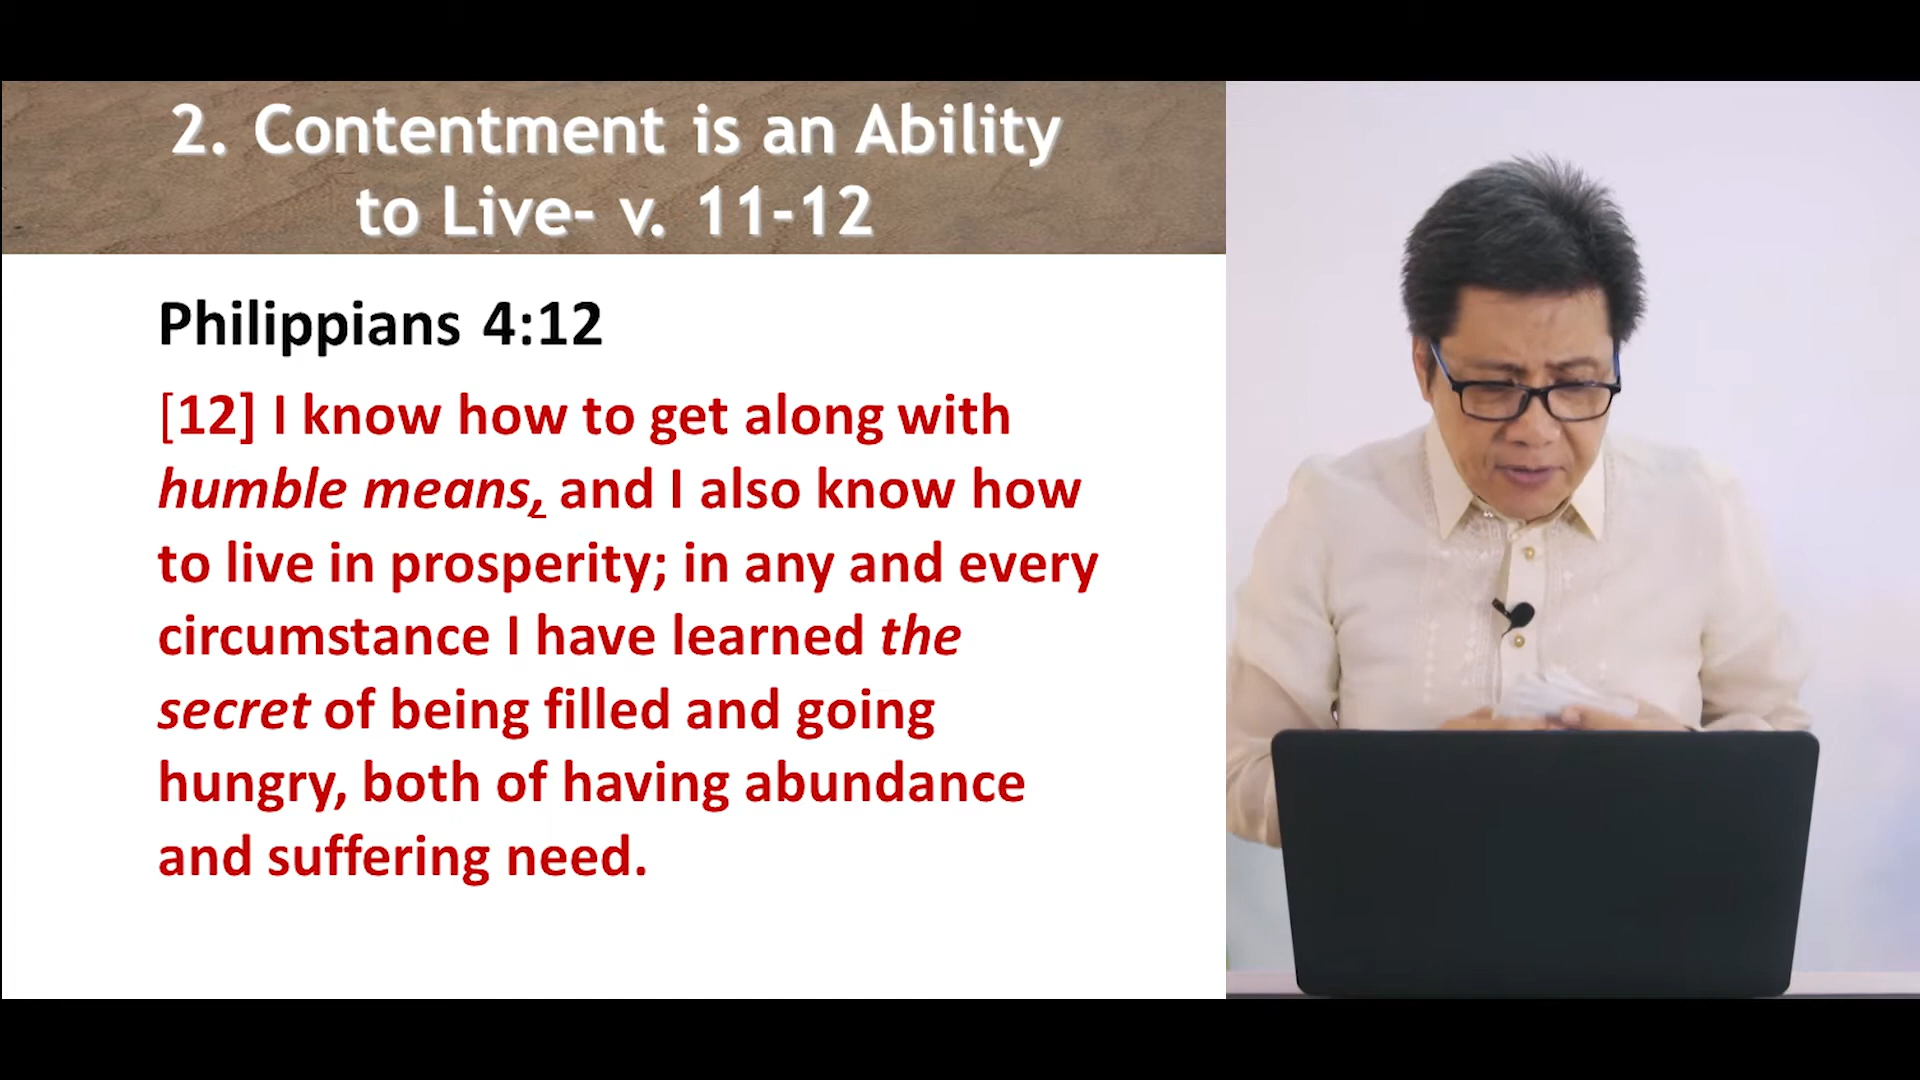 2. Contentment is an Ability
to Live- v. 11-12
Philippians 4:12
[12] I know how to get along with
humble means, and I also know how
to live in prosperity; in any and every
circumstance I have learned the
secret of being filled and going
hungry, both of having abundance
and suffering need.